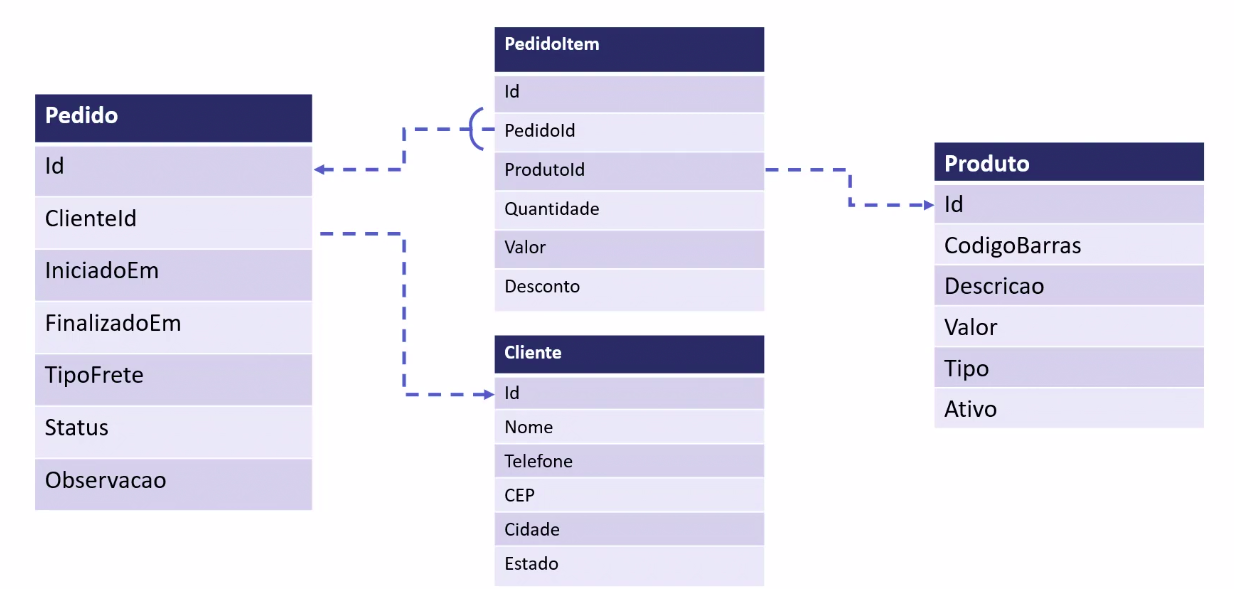 Pedido
Id
ClienteId
IniciadoEm
FinalizadoEm
TipoFrete
Status
Observacao
PedidoItem
Id
PedidoId
ProdutoId
Quantidade
Valor
Desconto
Cliente
Id
Nome
Telefone
CEP
Cidade
Estado
Produto
Id
CodigoBarras
Descricao
Valor
Tipo
Ativo